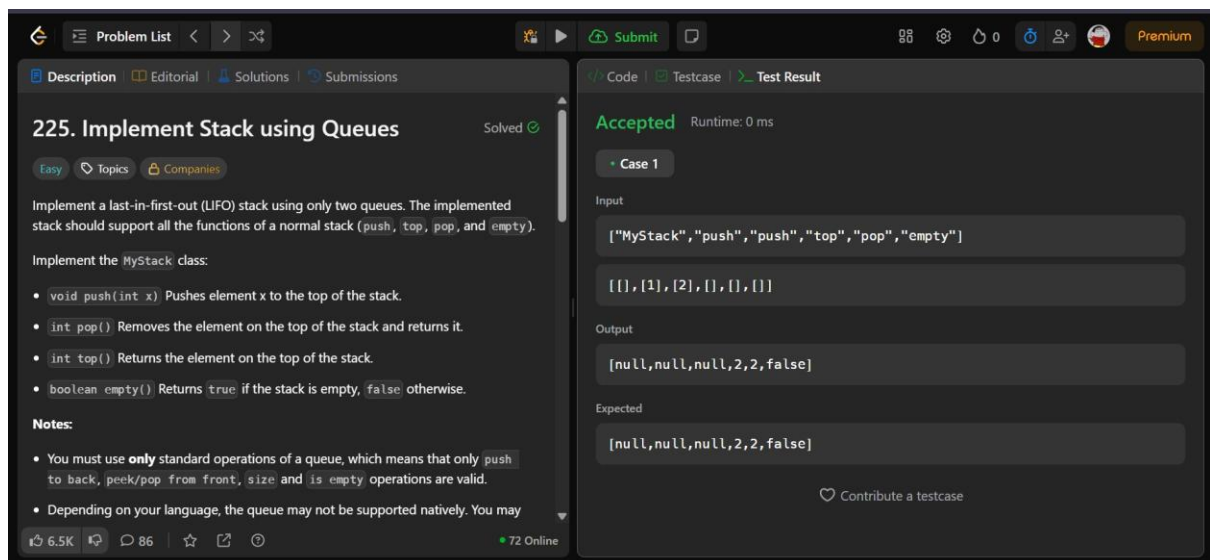 Problem List
Submit
0
Premium
Description | Editorial | Solutions | Submissions
225. Implement Stack using Queues
Solved
Easy
Topics
Companies
Implement a last-in-first-out (LIFO) stack using only two queues. The implemented
stack should support all the functions of a normal stack (push, top, pop, and empty).
Implement the MyStack class:
• void push(int x) Pushes element x to the top of the stack.
• int pop() Removes the element on the top of the stack and returns it.
• int top() Returns the element on the top of the stack.
• boolean empty() Returns true if the stack is empty, false otherwise.
Notes:
• You must use only standard operations of a queue, which means that only push
to back, peek/pop from front, size and is empty operations are valid.
• Depending on your language, the queue may not be supported natively. You may
6.5K
86
• 72 Online
</> Code | Testcase | >_ Test Result
Accepted
Runtime: 0 ms
• Case 1
Input
["MyStack","push","push","top","pop","empty"]
[[],[1],[2],[],[],[]]
Output
[null,null,null,2,2,false]
Expected
[null,null,null,2,2,false]
Contribute a testcase